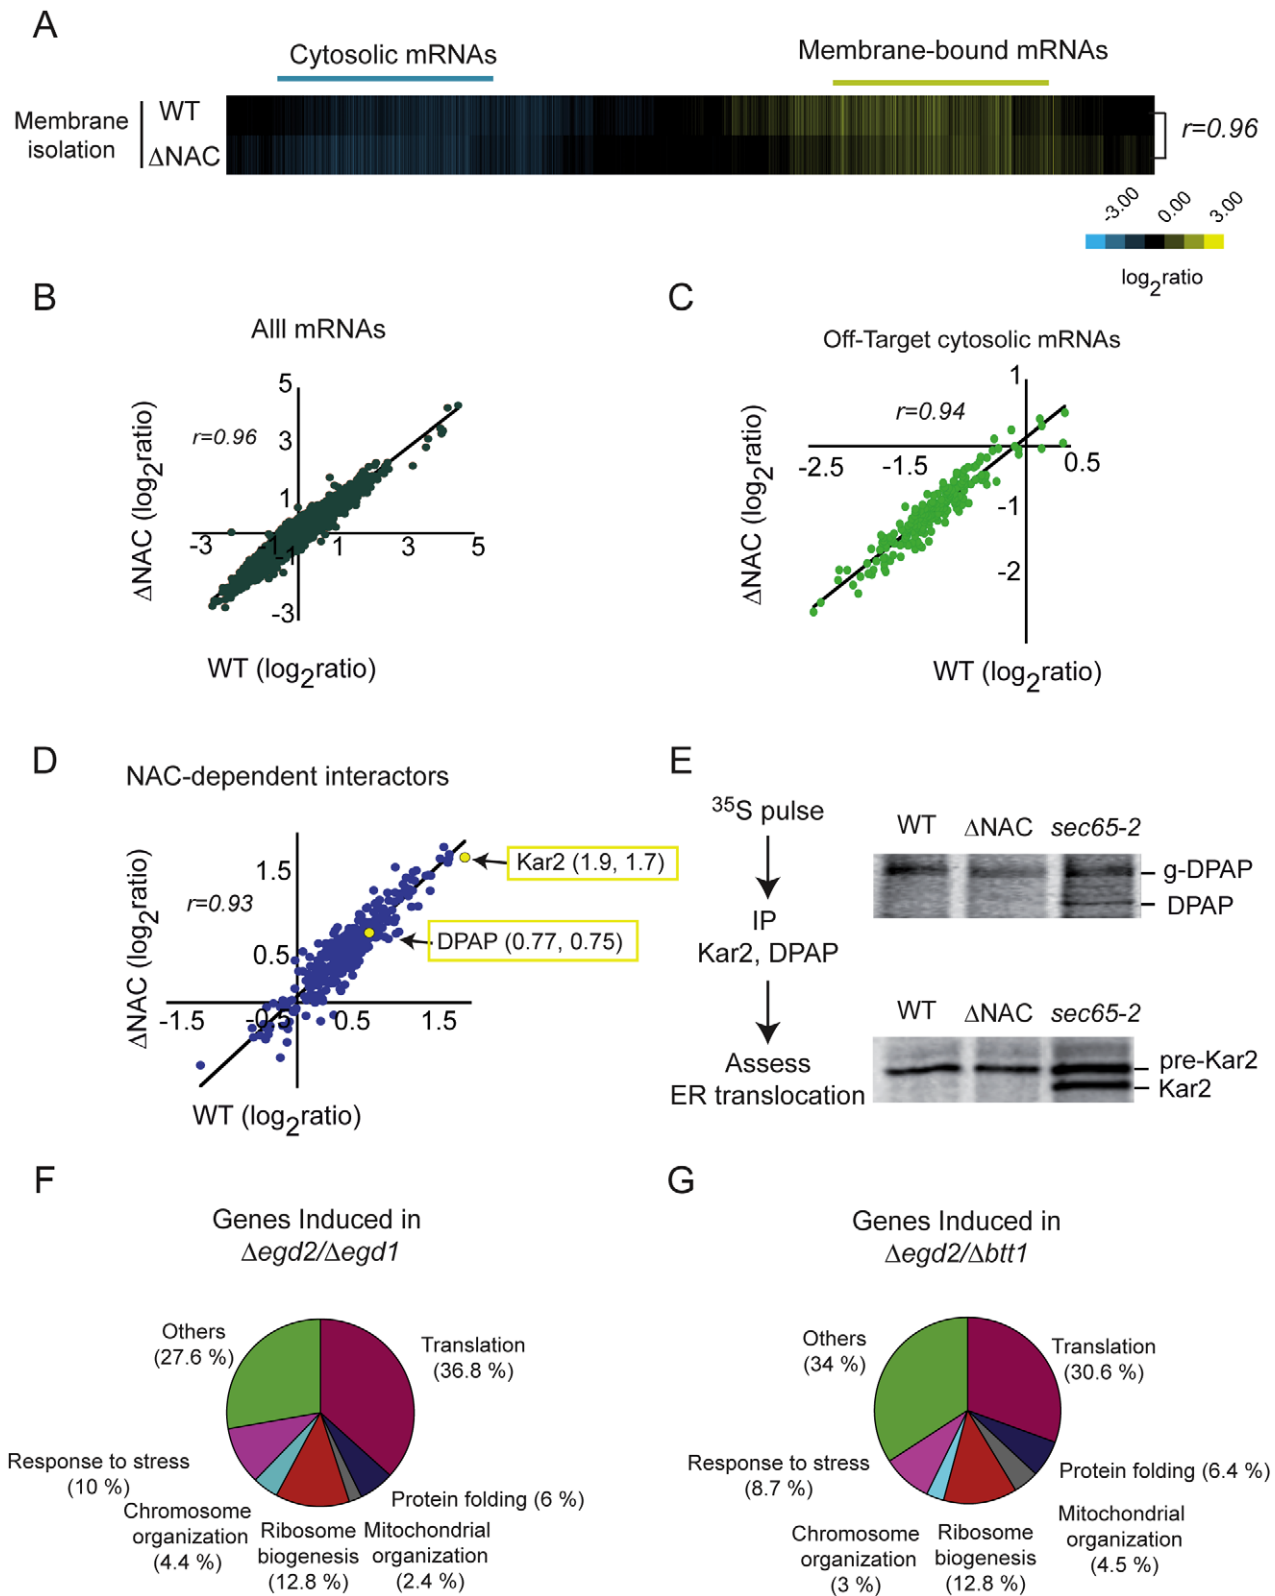 A
Cytosolic mRNAs
Membrane-bound mRNAs
Membrane
isolation
WT
ΔNAC
r=0.96
-3.00
0.00
3.00
log2ratio
B
Alll mRNAs
r=0.96
ΔNAC (log2ratio)
5
3
1
-1
-3
-3
-1
1
3
5
WT (log2ratio)
C
Off-Target cytosolic mRNAs
r=0.94
ΔNAC (log2ratio)
1
-1
-2
-2.5
-1.5
0.5
WT (log2ratio)
D
NAC-dependent interactors
r=0.93
ΔNAC (log2ratio)
1.5
0.5
-1.5
-0.5
0.5
1.5
Kar2 (1.9, 1.7)
DPAP (0.77, 0.75)
WT (log2ratio)
E
35S pulse
IP
Kar2, DPAP
Assess
ER translocation
WT ΔNAC sec65-2
g-DPAP
DPAP
WT ΔNAC sec65-2
pre-Kar2
Kar2
F
Genes Induced in
Δegd2/Δegd1
Others
(27.6 %)
Translation
(36.8 %)
Response to stress
(10 %)
Protein folding (6 %)
Chromosome
organization
(4.4 %)
Ribosome
biogenesis
(12.8 %)
Mitochondrial
organization
(2.4 %)
G
Genes Induced in
Δegd2/Δbtt1
Others
(34 %)
Translation
(30.6 %)
Response to stress
(8.7 %)
Protein folding (6.4 %)
Chromosome
organization
(3 %)
Ribosome
biogenesis
(12.8 %)
Mitochondrial
organization
(4.5 %)